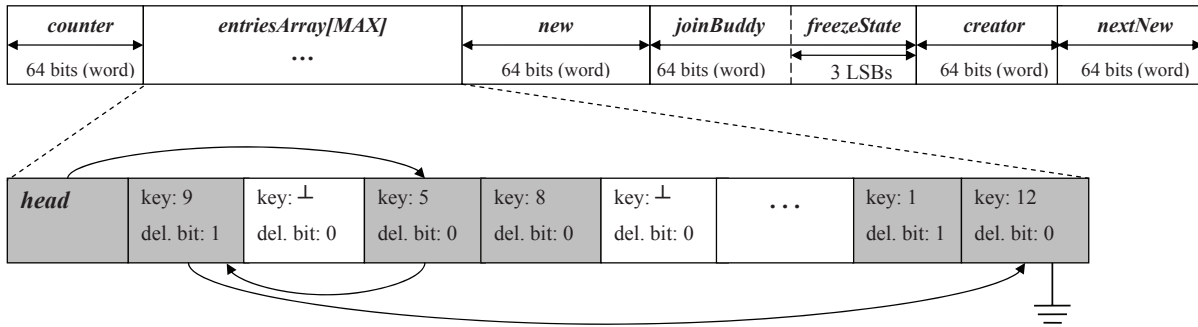 counter entriesArray[MAX] new joinBuddy freezeState creator nextNew
64 bits (word) ... 64 bits (word) 64 bits (word) 3 LSBs 64 bits (word) 64 bits (word)
head key: 9 key: ⊥ key: 5 key: 8 key: ⊥ ... key: 1 key: 12
del. bit: 1 del. bit: 0 del. bit: 0 del. bit: 0 del. bit: 0 del. bit: 1 del. bit: 0